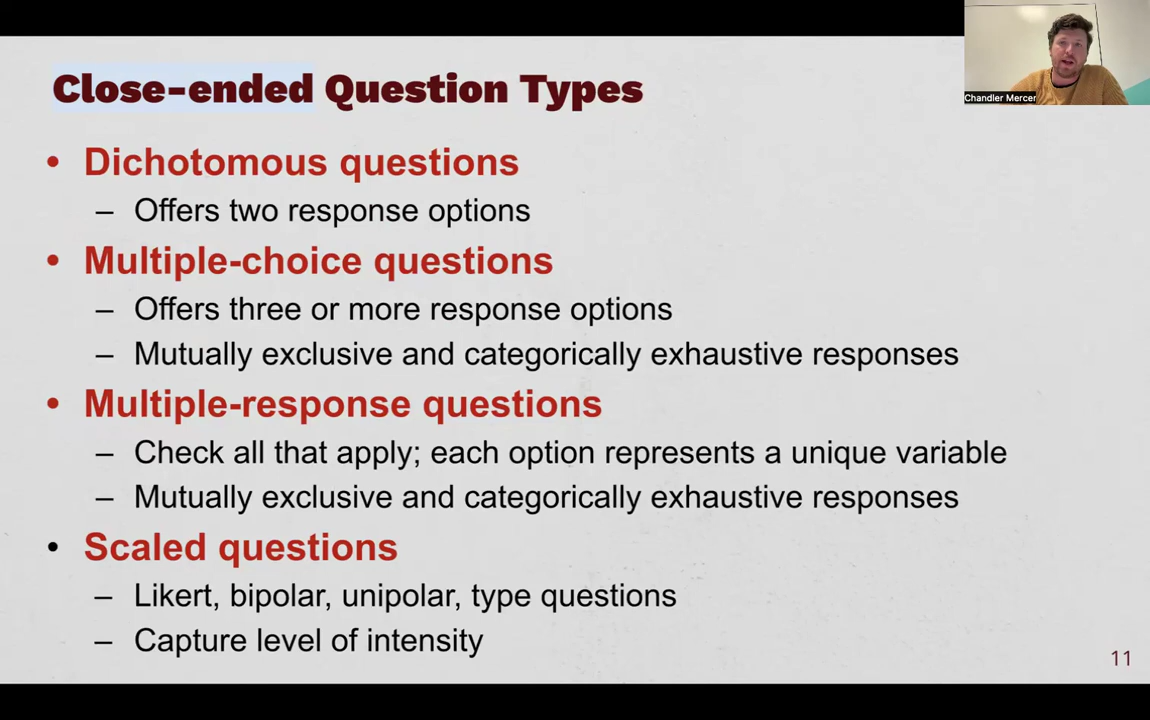 Close-ended Question Types
Chandler Mercer
• Dichotomous questions
– Offers two response options
• Multiple-choice questions
– Offers three or more response options
– Mutually exclusive and categorically exhaustive responses
• Multiple-response questions
– Check all that apply; each option represents a unique variable
– Mutually exclusive and categorically exhaustive responses
• Scaled questions
– Likert, bipolar, unipolar, type questions
– Capture level of intensity
11